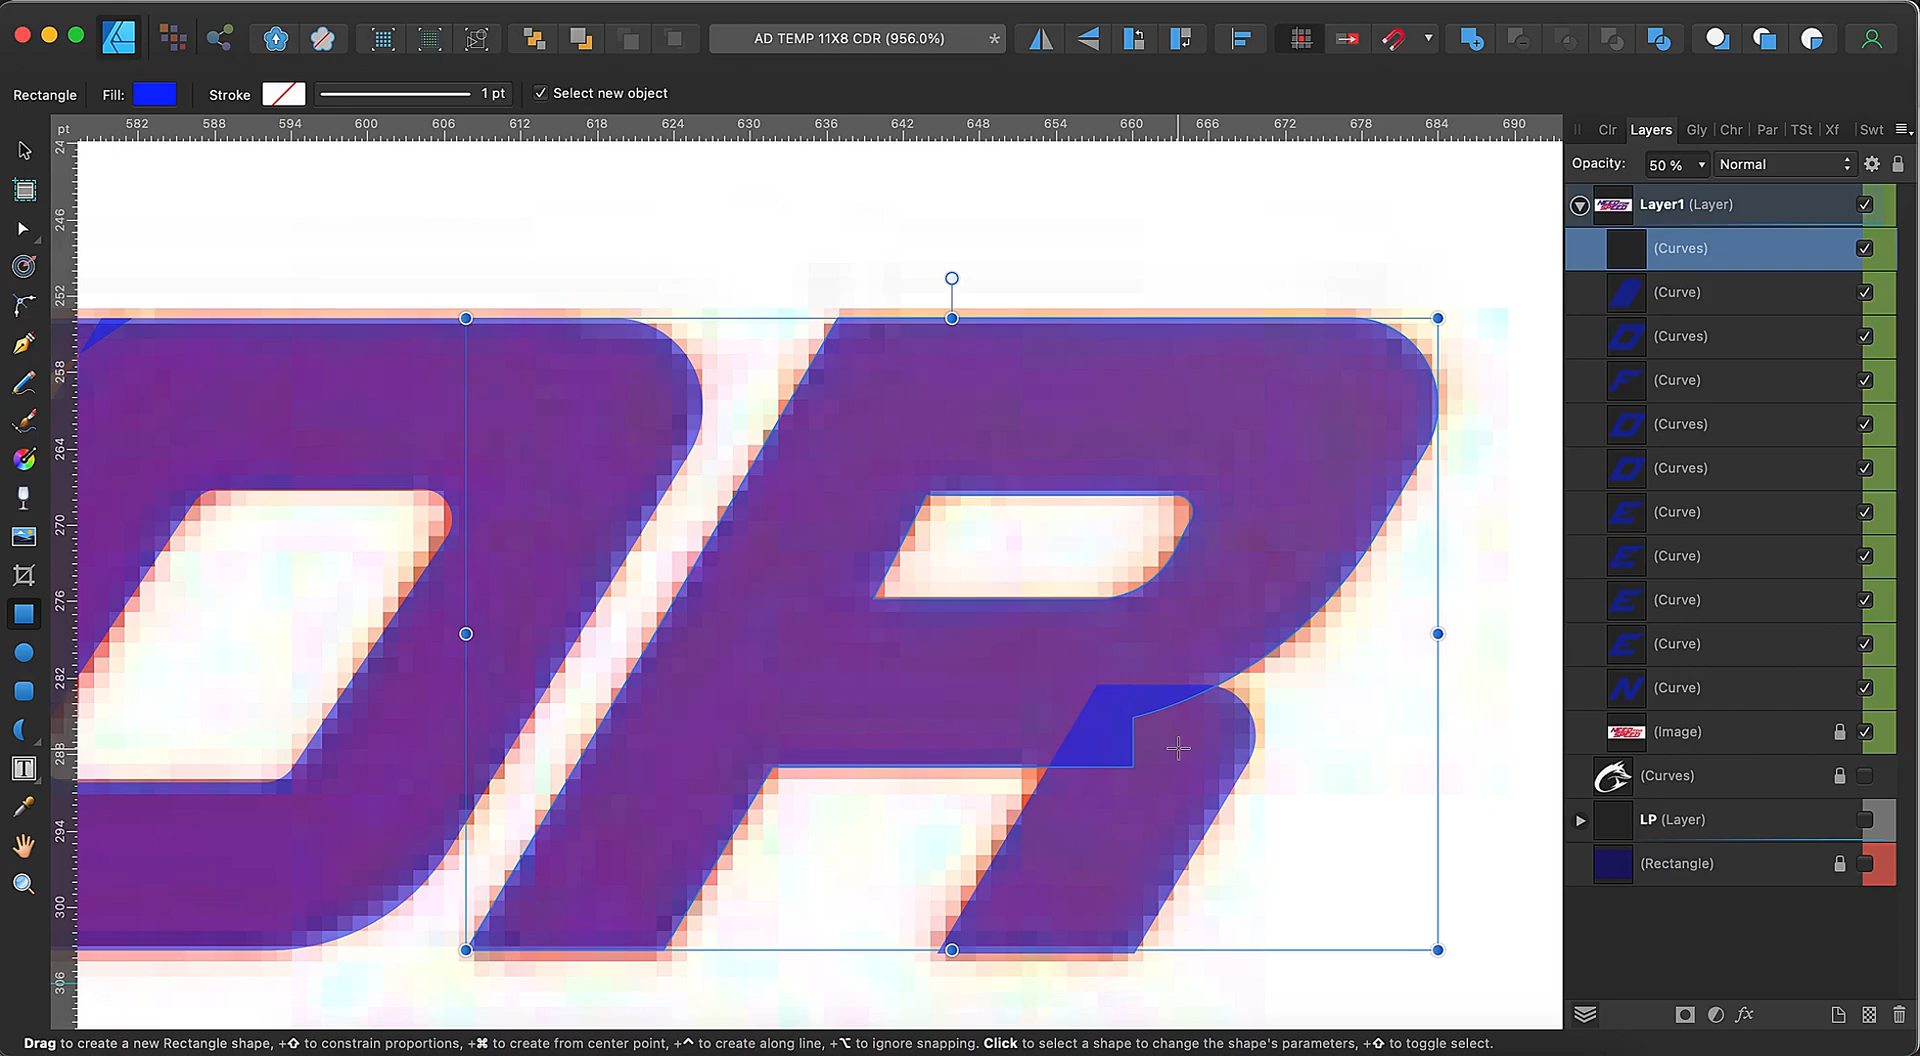 AD TEMP 11X8 CDR (956.0%)
*
Rectangle Fill: Stroke 1 pt Select new object
pt 582 588 594 600 606 612 618 624 630 636 642 648 654 660 666 672 678 684 690
24
246
252
258
264
270
276
282
288
294
300
306
Clr Layers Gly Chr Par TSt Xf Swt
Opacity: 50 % Normal
Layer1 (Layer)
(Curves)
(Curve)
(Curves)
(Curve)
(Curves)
(Curves)
(Curve)
(Curve)
(Curve)
(Curve)
(Curve)
(Image)
(Curves)
LP (Layer)
(Rectangle)
fx
Drag to create a new Rectangle shape, +⇧ to constrain proportions, +⌘ to create from center point, +^ to create along line, +⌥ to ignore snapping. Click to select a shape to change the shape's parameters, +⇧ to toggle select.